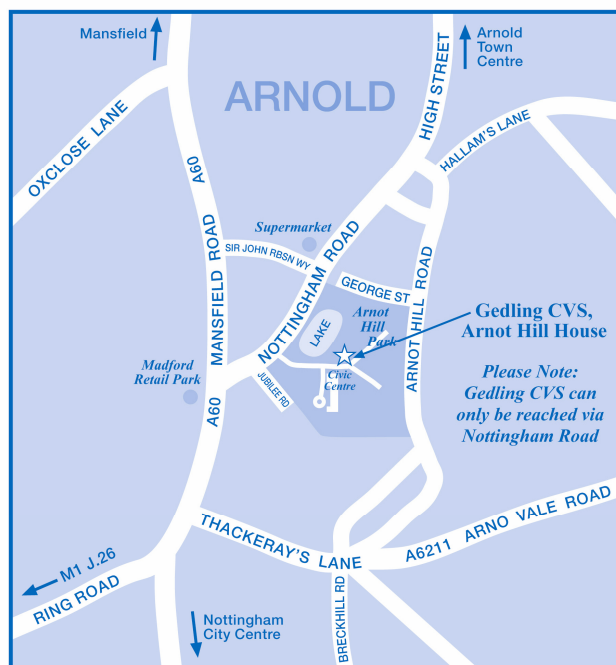 Mansfield
Arnold
Town
Centre
ARNOLD
HIGH STREET
OXCLOSE LANE
A60
HALLAM'S LANE
Supermarket
SIR JOHN RBSN WY
NOTTINGHAM ROAD
MANSFIELD ROAD
GEORGE ST
ARNOT HILL ROAD
LAKE
Arnot
Hill
Park
Gedling CVS,
Arnot Hill House
Madford
Retail Park
JUBILEE RD
Civic
Centre
Please Note:
Gedling CVS can
only be reached via
Nottingham Road
A60
THACKERAY'S LANE
A6211 ARNO VALE ROAD
M1 J.26
RING ROAD
BRECKHILL RD
Nottingham
City Centre